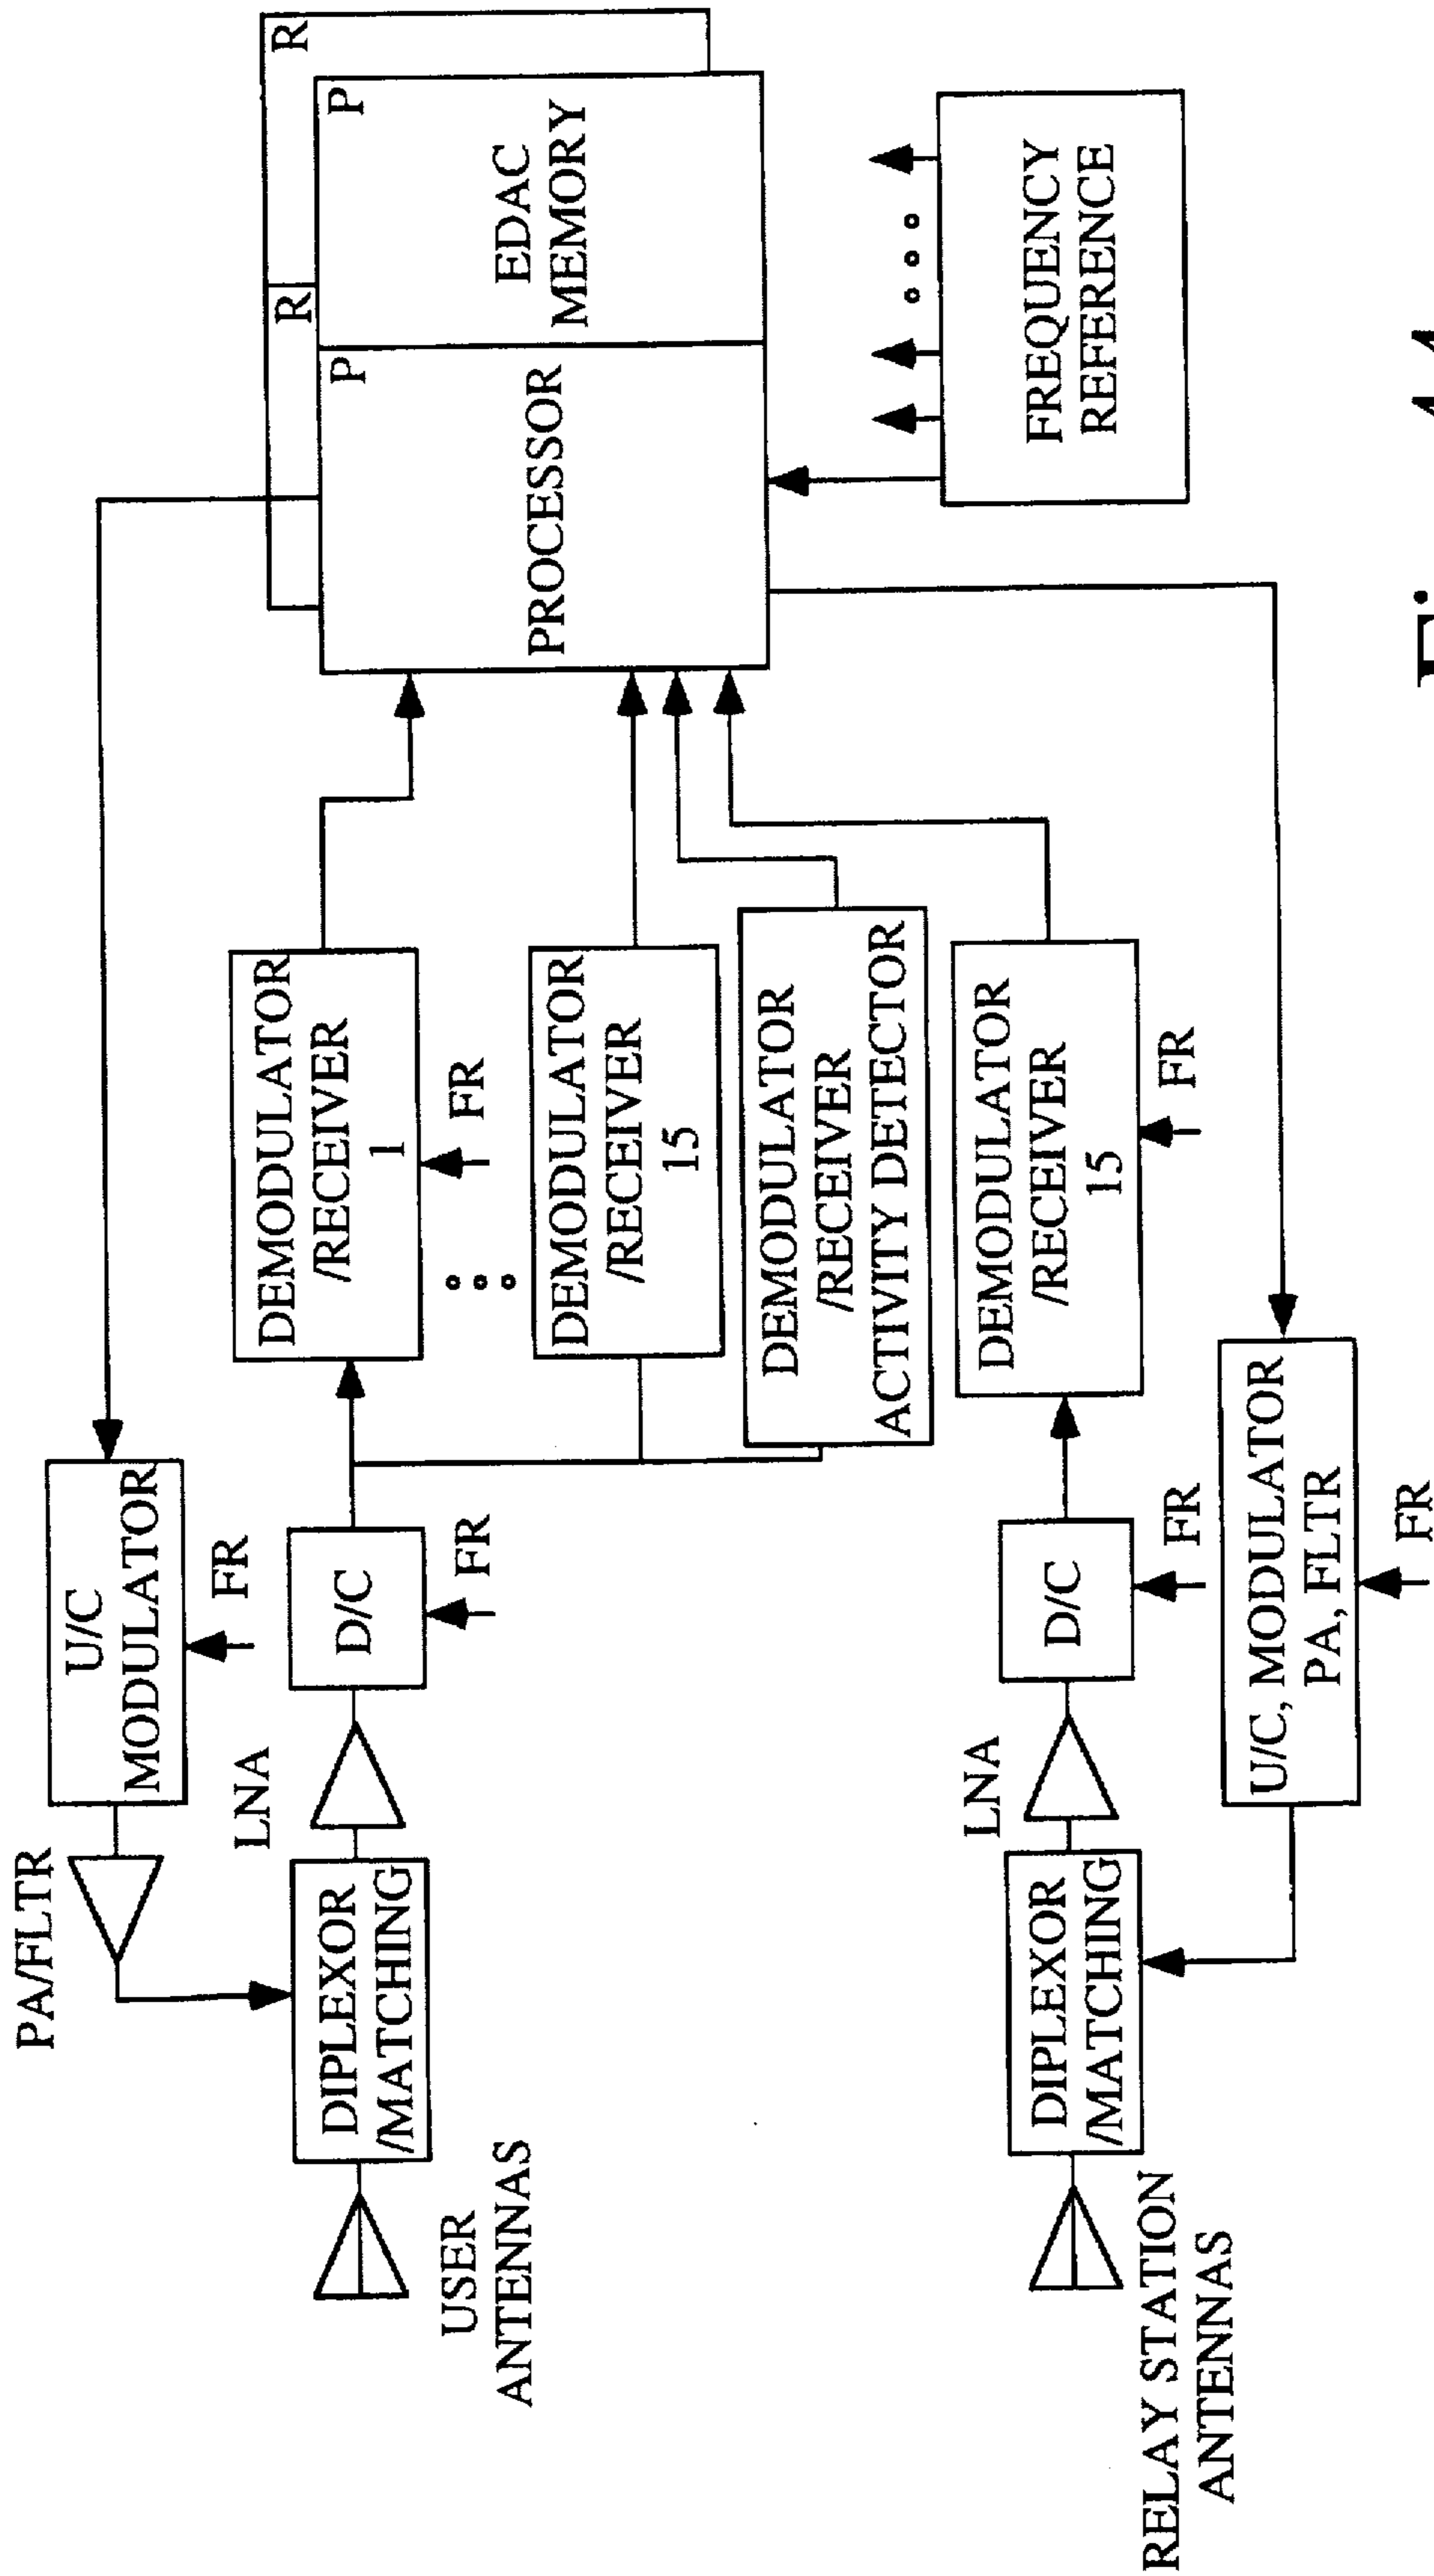 PA/FLTR
U/C
MODULATOR
FR
R
R
P
P
PROCESSOR
EDAC
MEMORY
LNA
DIPLEXOR
/MATCHING
D/C
FR
DEMODULATOR
/RECEIVER
1
FR
USER
ANTENNAS
DEMODULATOR
/RECEIVER
15
DEMODULATOR
/RECEIVER
ACTIVITY DETECTOR
FREQUENCY
REFERENCE
LNA
DIPLEXOR
/MATCHING
D/C
FR
DEMODULATOR
/RECEIVER
15
FR
RELAY STATION
ANTENNAS
U/C, MODULATOR
PA, FLTR
FR